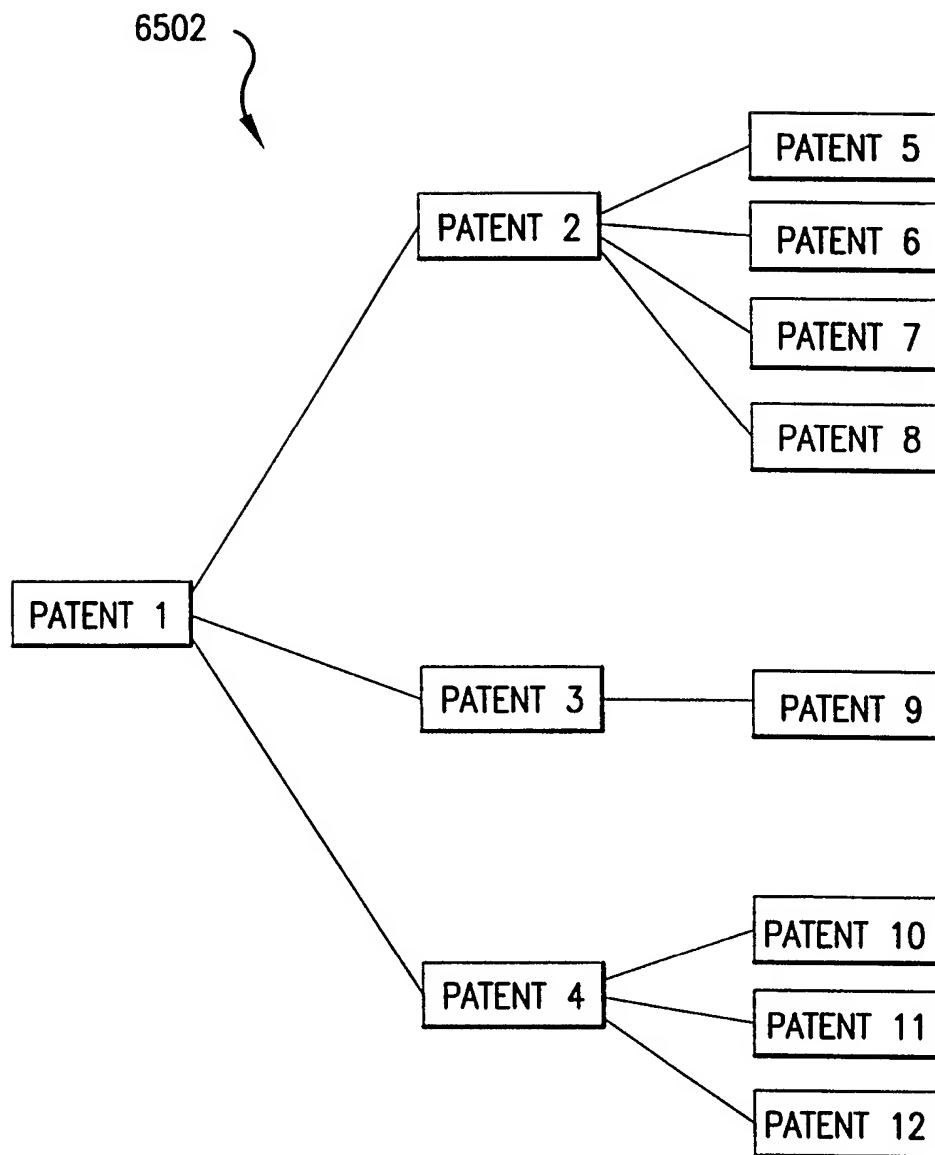 6502
PATENT 5
PATENT 2
PATENT 6
PATENT 7
PATENT 8
PATENT 1
PATENT 3
PATENT 9
PATENT 10
PATENT 4
PATENT 11
PATENT 12